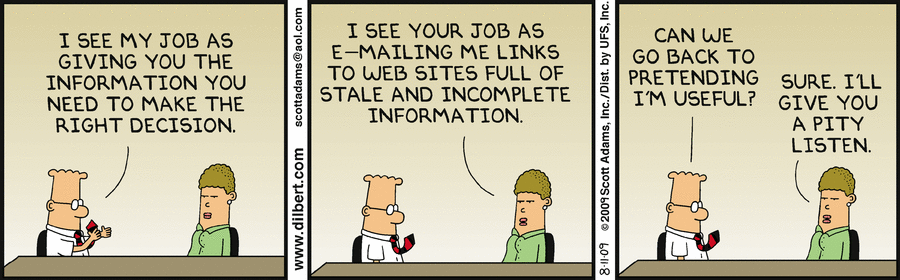 I SEE MY JOB AS
GIVING YOU THE
INFORMATION YOU
NEED TO MAKE THE
RIGHT DECISION.
www.dilbert.com
scottadams@aol.com
I SEE YOUR JOB AS
E-MAILING ME LINKS
TO WEB SITES FULL OF
STALE AND INCOMPLETE
INFORMATION.
8-11-09 ©2009 Scott Adams, Inc./Dist. by UFS, Inc.
CAN WE
GO BACK TO
PRETENDING
I'M USEFUL?
SURE. I'LL
GIVE YOU
A PITY
LISTEN.